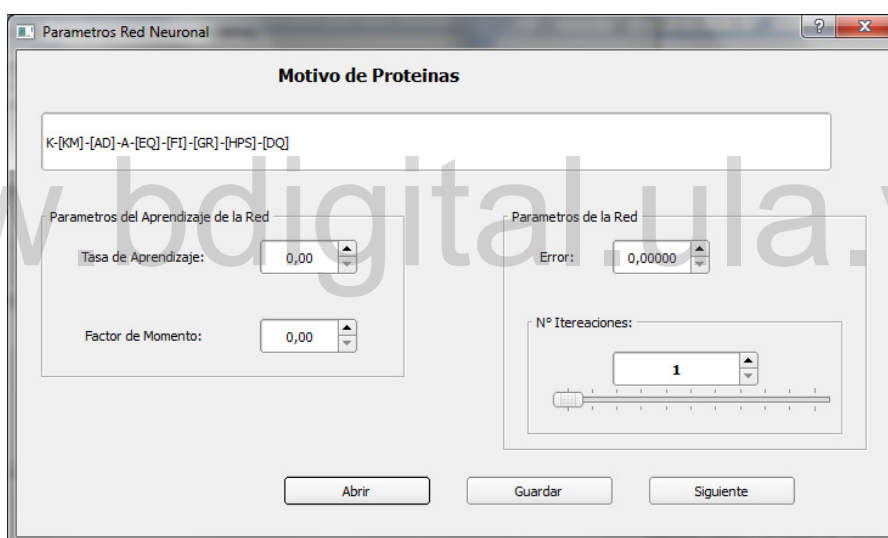 Parametros Red Neuronal
?
X
Motivo de Proteinas
K-[KM]-[AD]-A-[EQ]-[FI]-[GR]-[HPS]-[DQ]
w.bdigital.ula.v
Parametros del Aprendizaje de la Red
Tasa de Aprendizaje: 0,00
Factor de Momento: 0,00
Parametros de la Red
Error: 0,00000
Nº Itereaciones:
1
Abrir Guardar Siguiente